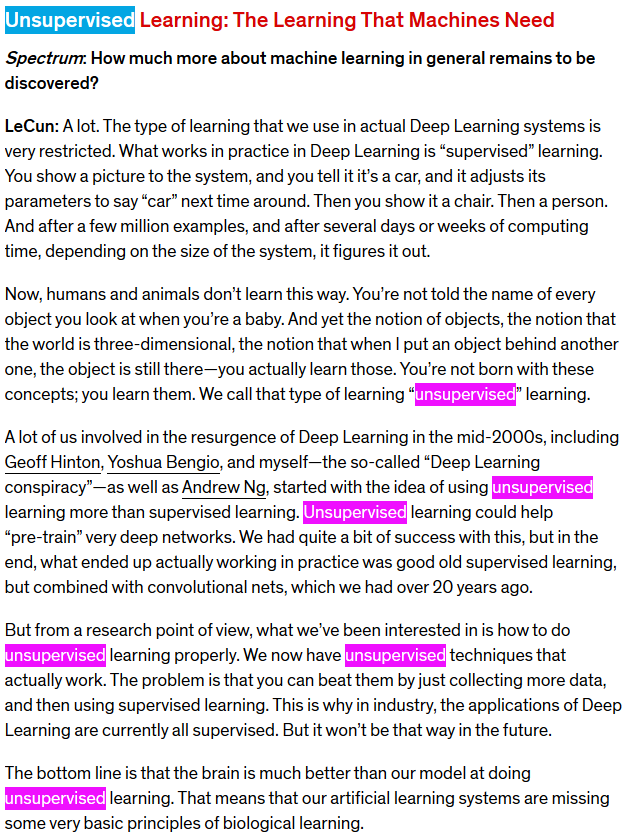 Unsupervised Learning: The Learning That Machines Need
Spectrum: How much more about machine learning in general remains to be
discovered?
LeCun: A lot. The type of learning that we use in actual Deep Learning systems is
very restricted. What works in practice in Deep Learning is “supervised” learning.
You show a picture to the system, and you tell it it’s a car, and it adjusts its
parameters to say “car” next time around. Then you show it a chair. Then a person.
And after a few million examples, and after several days or weeks of computing
time, depending on the size of the system, it figures it out.
Now, humans and animals don’t learn this way. You’re not told the name of every
object you look at when you’re a baby. And yet the notion of objects, the notion that
the world is three-dimensional, the notion that when I put an object behind another
one, the object is still there—you actually learn those. You’re not born with these
concepts; you learn them. We call that type of learning “unsupervised” learning.
A lot of us involved in the resurgence of Deep Learning in the mid-2000s, including
Geoff Hinton, Yoshua Bengio, and myself—the so-called “Deep Learning
conspiracy”—as well as Andrew Ng, started with the idea of using unsupervised
learning more than supervised learning. Unsupervised learning could help
“pre-train” very deep networks. We had quite a bit of success with this, but in the
end, what ended up actually working in practice was good old supervised learning,
but combined with convolutional nets, which we had over 20 years ago.
But from a research point of view, what we’ve been interested in is how to do
unsupervised learning properly. We now have unsupervised techniques that
actually work. The problem is that you can beat them by just collecting more data,
and then using supervised learning. This is why in industry, the applications of Deep
Learning are currently all supervised. But it won’t be that way in the future.
The bottom line is that the brain is much better than our model at doing
unsupervised learning. That means that our artificial learning systems are missing
some very basic principles of biological learning.